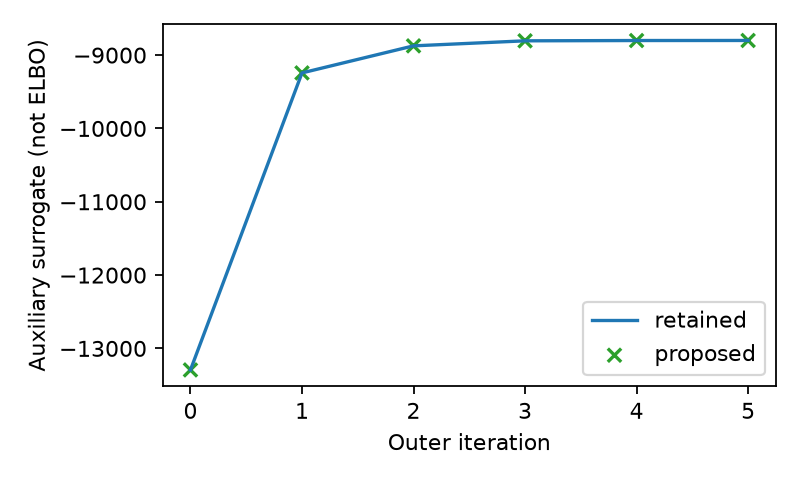 Auxiliary surrogate (not ELBO)
−9000
−10000
−11000
−12000
−13000
retained
proposed
0 1 2 3 4 5
Outer iteration